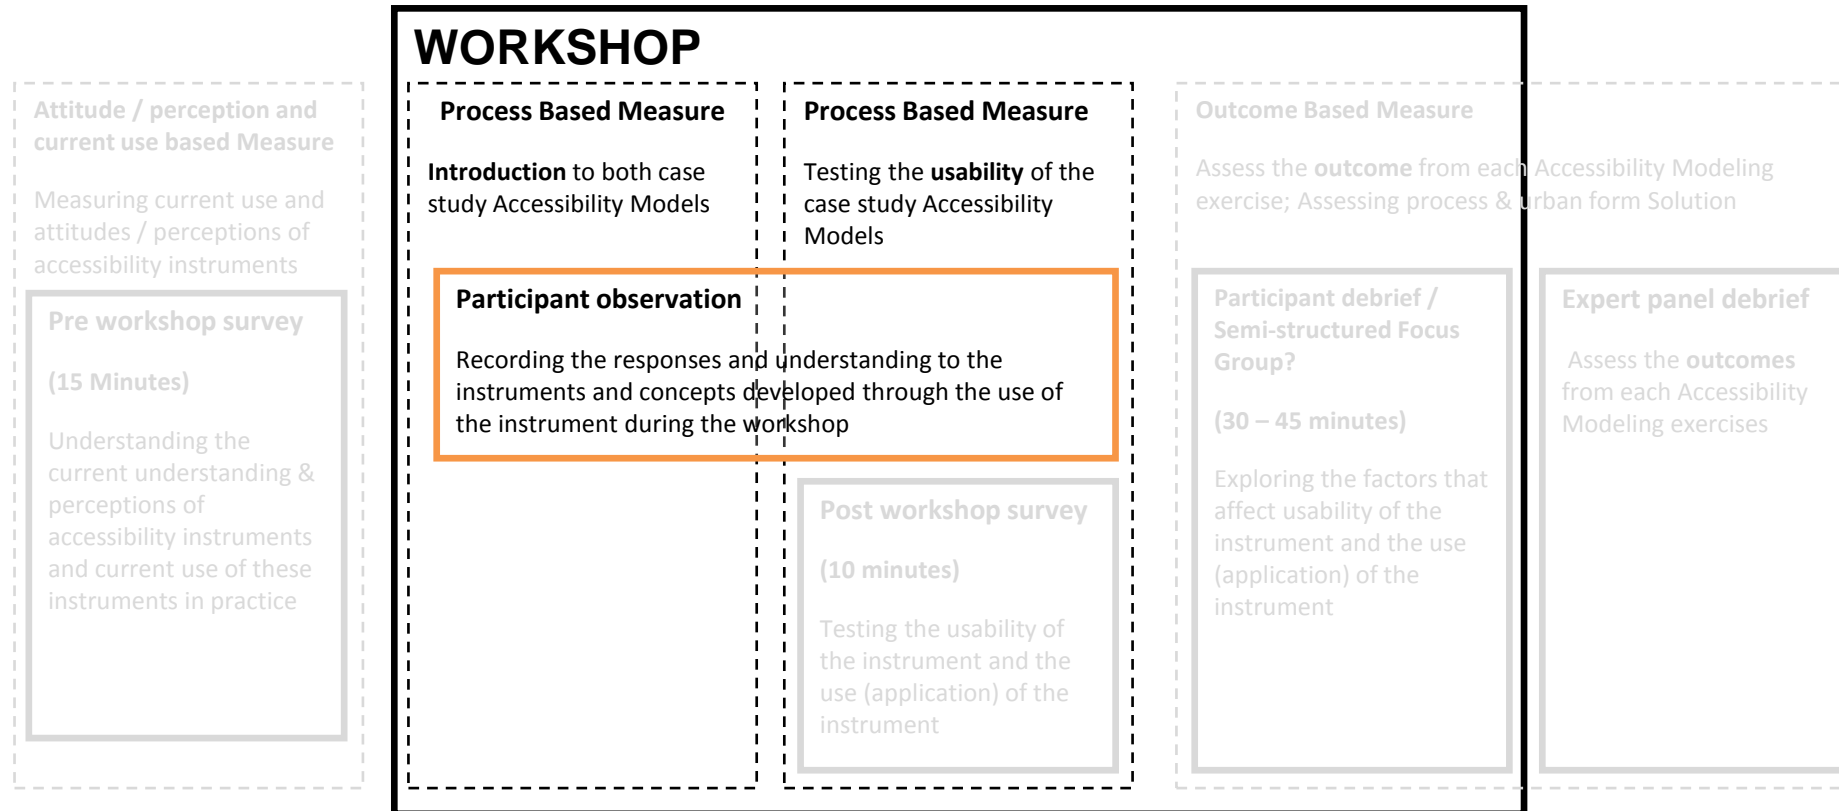 WORKSHOP
Attitude / perception and
current use based Measure
Measuring current use and
attitudes / perceptions of
accessibility instruments
Pre workshop survey
(15 Minutes)
Understanding the
current understanding &
perceptions of
accessibility instruments
and current use of these
instruments in practice
Process Based Measure
Introduction to both case
study Accessibility Models
Process Based Measure
Testing the usability of the
case study Accessibility
Models
Participant observation
Recording the responses and understanding to the
instruments and concepts developed through the use of
the instrument during the workshop
Post workshop survey
(10 minutes)
Testing the usability of
the instrument and the
use (application) of the
instrument
Outcome Based Measure
Assess the outcome from each Accessibility Modeling
exercise; Assessing process & urban form Solution
Participant debrief /
Semi-structured Focus
Group?
(30 – 45 minutes)
Exploring the factors that
affect usability of the
instrument and the use
(application) of the
instrument
Expert panel debrief
Assess the outcomes
from each Accessibility
Modeling exercises